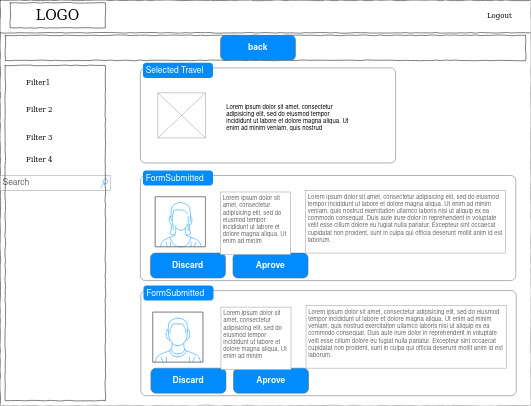 LOGO
Logout
back
Filter1
Filter 2
Filter 3
Filter 4
Search
Selected Travel
Lorem ipsum dolor sit amet, consectetur
adipisicing elit, sed do eiusmod tempor
incididunt ut labore et dolore magna aliqua. Ut
enim ad minim veniam, quis nostrud
FormSubmitted
Lorem ipsum dolor sit
amet, consectetur
adipisicing elit, sed do
eiusmod tempor
incididunt ut labore et
dolore magna aliqua. Ut
enim ad minim
Lorem ipsum dolor sit amet, consectetur adipisicing elit, sed do eiusmod
tempor incididunt ut labore et dolore magna aliqua. Ut enim ad minim
veniam, quis nostrud exercitation ullamco laboris nisi ut aliquip ex ea
commodo consequat. Duis aute irure dolor in reprehenderit in voluptate
velit esse cillum dolore eu fugiat nulla pariatur. Excepteur sint occaecat
cupidatat non proident, sunt in culpa qui officia deserunt mollit anim id est
laborum.
Discard
Aprove
FormSubmitted
Lorem ipsum dolor sit
amet, consectetur
adipisicing elit, sed do
eiusmod tempor
incididunt ut labore et
dolore magna aliqua. Ut
enim ad minim
Lorem ipsum dolor sit amet, consectetur adipisicing elit, sed do eiusmod
tempor incididunt ut labore et dolore magna aliqua. Ut enim ad minim
veniam, quis nostrud exercitation ullamco laboris nisi ut aliquip ex ea
commodo consequat. Duis aute irure dolor in reprehenderit in voluptate
velit esse cillum dolore eu fugiat nulla pariatur. Excepteur sint occaecat
cupidatat non proident, sunt in culpa qui officia deserunt mollit anim id est
laborum.
Discard
Aprove